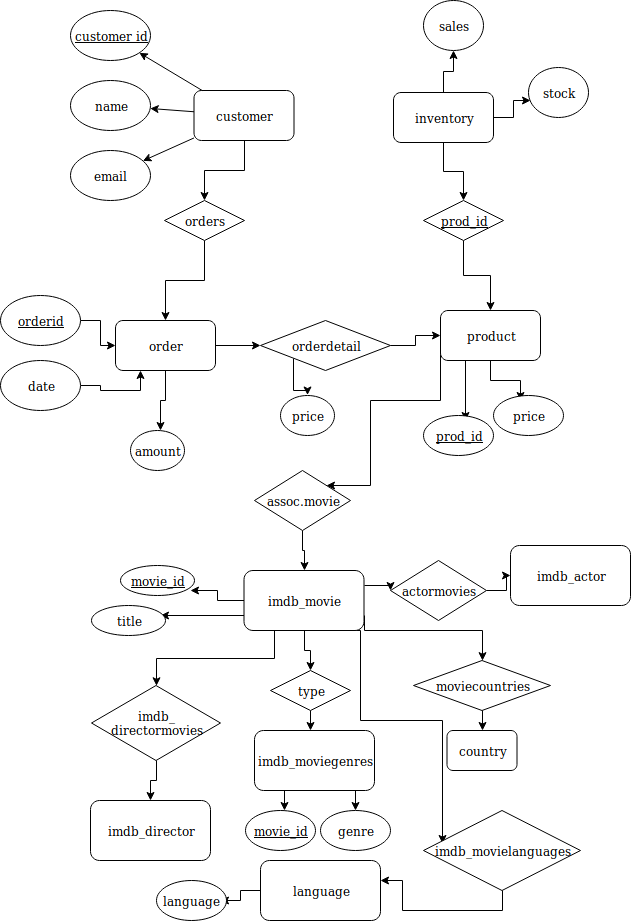 sales
customer id
stock
name
customer
inventory
email
orders
prod_id
orderid
order
orderdetail
product
date
price
price
prod_id
amount
assoc.movie
imdb_actor
movie_id
actormovies
imdb_movie
title
moviecountries
type
imdb_
directormovies
country
imdb_moviegenres
imdb_director
movie_id
genre
imdb_movielanguages
language
language